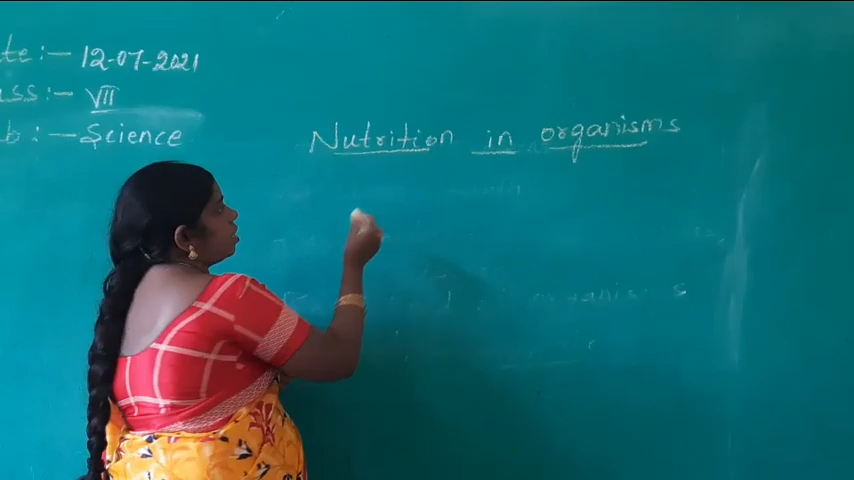 te :- 12-07-2021
ass :- VII
b :- Science
Nutrition in organisms